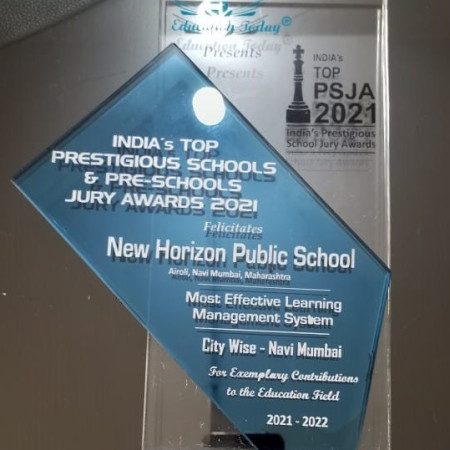 Education Today®
Presents
INDIA's
TOP
PSJA
2021
India's Prestigious
School Jury Awards
INDIA's TOP
PRESTIGIOUS SCHOOLS
& PRE-SCHOOLS
JURY AWARDS 2021
Felicitates
New Horizon Public School
Airoli, Navi Mumbai, Maharashtra
Most Effective Learning
Management System
City Wise - Navi Mumbai
For Exemplary Contributions
to the Education Field
2021 - 2022